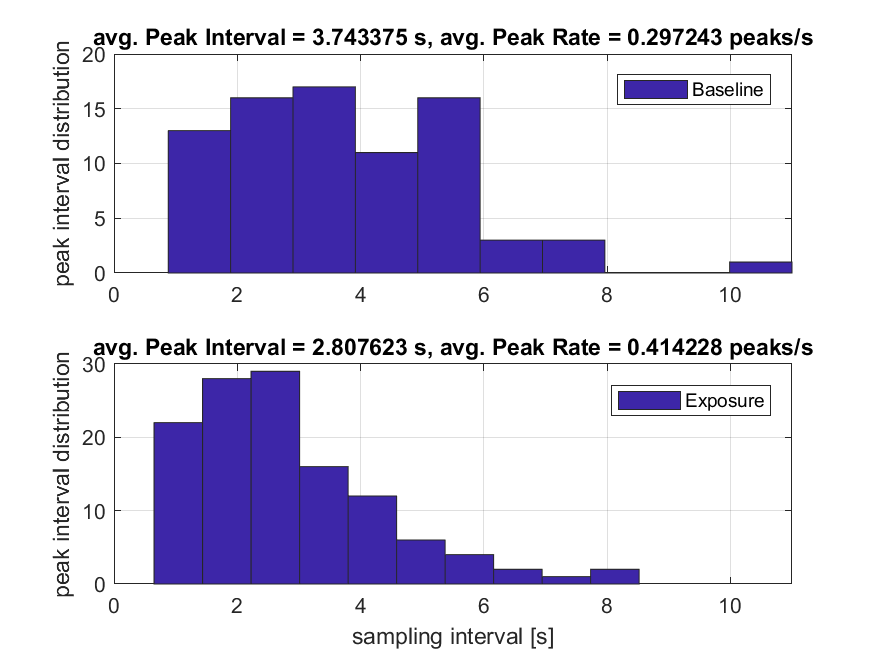 avg. Peak Interval = 3.743375 s, avg. Peak Rate = 0.297243 peaks/s
peak interval distribution
20
15
10
5
0
Baseline
0 2 4 6 8 10
avg. Peak Interval = 2.807623 s, avg. Peak Rate = 0.414228 peaks/s
peak interval distribution
30
20
10
0
Exposure
0 2 4 6 8 10
sampling interval [s]